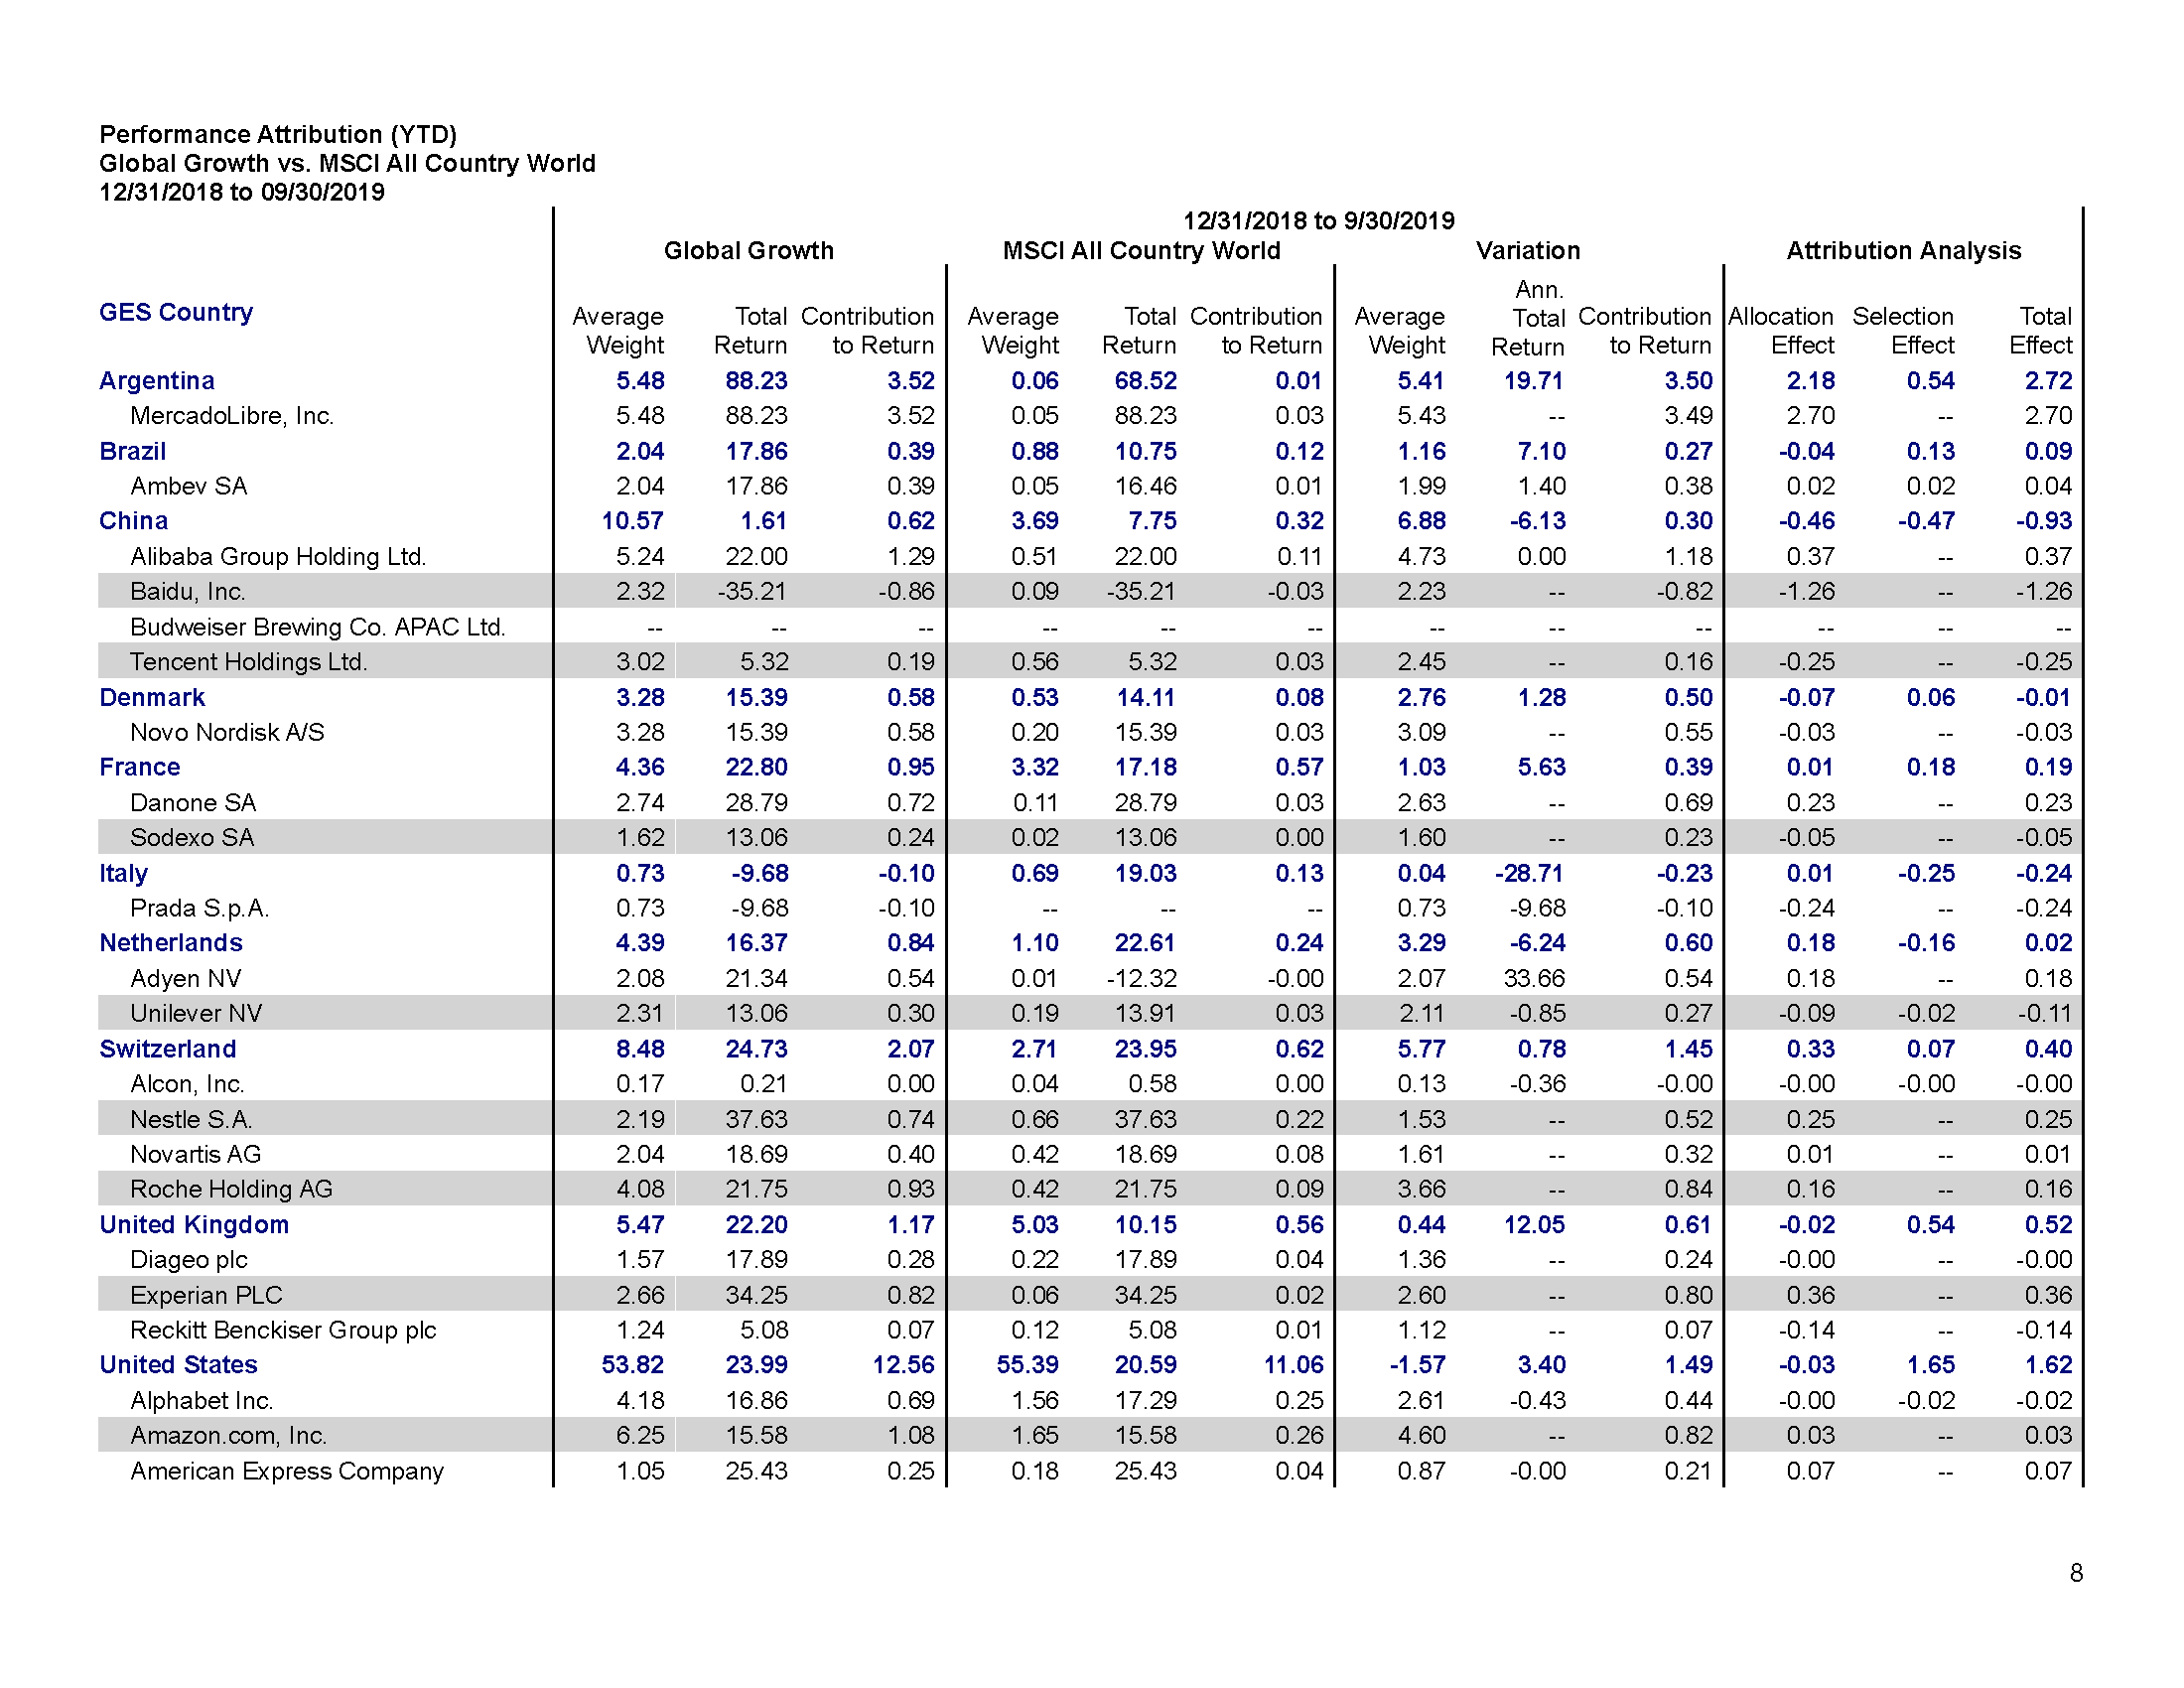 Performance Attribution (YTD)
Global Growth vs. MSCI All Country World
12/31/2018 to 09/30/2019
12/31/2018 to 9/30/2019
Global Growth MSCI All Country World Variation Attribution Analysis
GES Country Average Weight Total Return Contribution to Return Average Weight Total Return Contribution to Return Average Weight Ann. Total Return Contribution to Return Allocation Effect Selection Effect Total Effect
Argentina 5.48 88.23 3.52 0.06 68.52 0.01 5.41 19.71 3.50 2.18 0.54 2.72
MercadoLibre, Inc. 5.48 88.23 3.52 0.05 88.23 0.03 5.43 -- 3.49 2.70 -- 2.70
Brazil 2.04 17.86 0.39 0.88 10.75 0.12 1.16 7.10 0.27 -0.04 0.13 0.09
Ambev SA 2.04 17.86 0.39 0.05 16.46 0.01 1.99 1.40 0.38 0.02 0.02 0.04
China 10.57 1.61 0.62 3.69 7.75 0.32 6.88 -6.13 0.30 -0.46 -0.47 -0.93
Alibaba Group Holding Ltd. 5.24 22.00 1.29 0.51 22.00 0.11 4.73 0.00 1.18 0.37 -- 0.37
Baidu, Inc. 2.32 -35.21 -0.86 0.09 -35.21 -0.03 2.23 -- -0.82 -1.26 -- -1.26
Budweiser Brewing Co. APAC Ltd. -- -- -- -- -- -- -- -- -- -- -- --
Tencent Holdings Ltd. 3.02 5.32 0.19 0.56 5.32 0.03 2.45 -- 0.16 -0.25 -- -0.25
Denmark 3.28 15.39 0.58 0.53 14.11 0.08 2.76 1.28 0.50 -0.07 0.06 -0.01
Novo Nordisk A/S 3.28 15.39 0.58 0.20 15.39 0.03 3.09 -- 0.55 -0.03 -- -0.03
France 4.36 22.80 0.95 3.32 17.18 0.57 1.03 5.63 0.39 0.01 0.18 0.19
Danone SA 2.74 28.79 0.72 0.11 28.79 0.03 2.63 -- 0.69 0.23 -- 0.23
Sodexo SA 1.62 13.06 0.24 0.02 13.06 0.00 1.60 -- 0.23 -0.05 -- -0.05
Italy 0.73 -9.68 -0.10 0.69 19.03 0.13 0.04 -28.71 -0.23 0.01 -0.25 -0.24
Prada S.p.A. 0.73 -9.68 -0.10 -- -- -- 0.73 -9.68 -0.10 -0.24 -- -0.24
Netherlands 4.39 16.37 0.84 1.10 22.61 0.24 3.29 -6.24 0.60 0.18 -0.16 0.02
Adyen NV 2.08 21.34 0.54 0.01 -12.32 -0.00 2.07 33.66 0.54 0.18 -- 0.18
Unilever NV 2.31 13.06 0.30 0.19 13.91 0.03 2.11 -0.85 0.27 -0.09 -0.02 -0.11
Switzerland 8.48 24.73 2.07 2.71 23.95 0.62 5.77 0.78 1.45 0.33 0.07 0.40
Alcon, Inc. 0.17 0.21 0.00 0.04 0.58 0.00 0.13 -0.36 -0.00 -0.00 -0.00 -0.00
Nestle S.A. 2.19 37.63 0.74 0.66 37.63 0.22 1.53 -- 0.52 0.25 -- 0.25
Novartis AG 2.04 18.69 0.40 0.42 18.69 0.08 1.61 -- 0.32 0.01 -- 0.01
Roche Holding AG 4.08 21.75 0.93 0.42 21.75 0.09 3.66 -- 0.84 0.16 -- 0.16
United Kingdom 5.47 22.20 1.17 5.03 10.15 0.56 0.44 12.05 0.61 -0.02 0.54 0.52
Diageo plc 1.57 17.89 0.28 0.22 17.89 0.04 1.36 -- 0.24 -0.00 -- -0.00
Experian PLC 2.66 34.25 0.82 0.06 34.25 0.02 2.60 -- 0.80 0.36 -- 0.36
Reckitt Benckiser Group plc 1.24 5.08 0.07 0.12 5.08 0.01 1.12 -- 0.07 -0.14 -- -0.14
United States 53.82 23.99 12.56 55.39 20.59 11.06 -1.57 3.40 1.49 -0.03 1.65 1.62
Alphabet Inc. 4.18 16.86 0.69 1.56 17.29 0.25 2.61 -0.43 0.44 -0.00 -0.02 -0.02
Amazon.com, Inc. 6.25 15.58 1.08 1.65 15.58 0.26 4.60 -- 0.82 0.03 -- 0.03
American Express Company 1.05 25.43 0.25 0.18 25.43 0.04 0.87 -0.00 0.21 0.07 -- 0.07
8